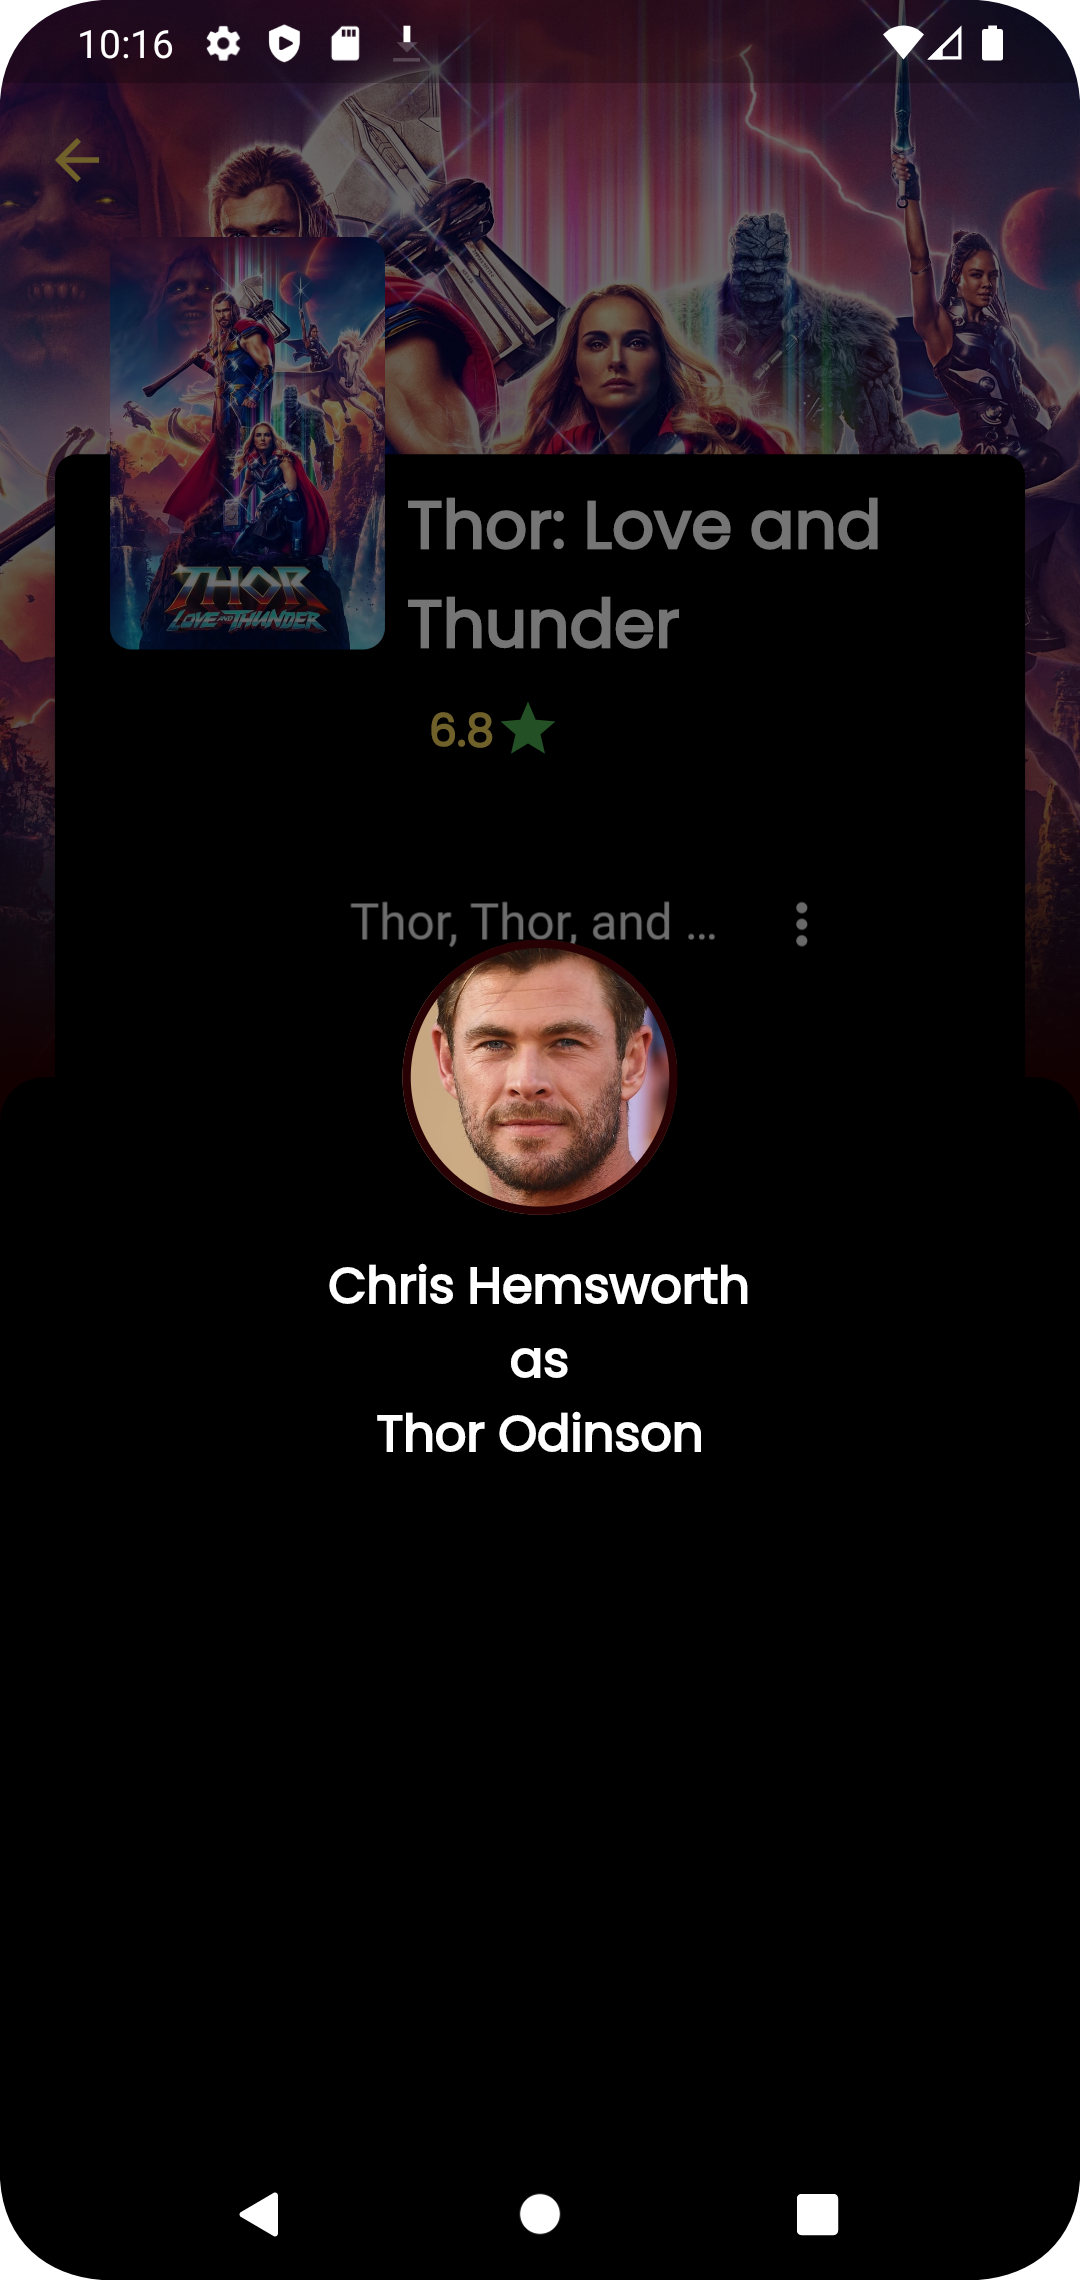 10:16
THOR
LOVE AND THUNDER
Thor: Love and
Thunder
6.8
Thor, Thor, and ...
Chris Hemsworth
as
Thor Odinson